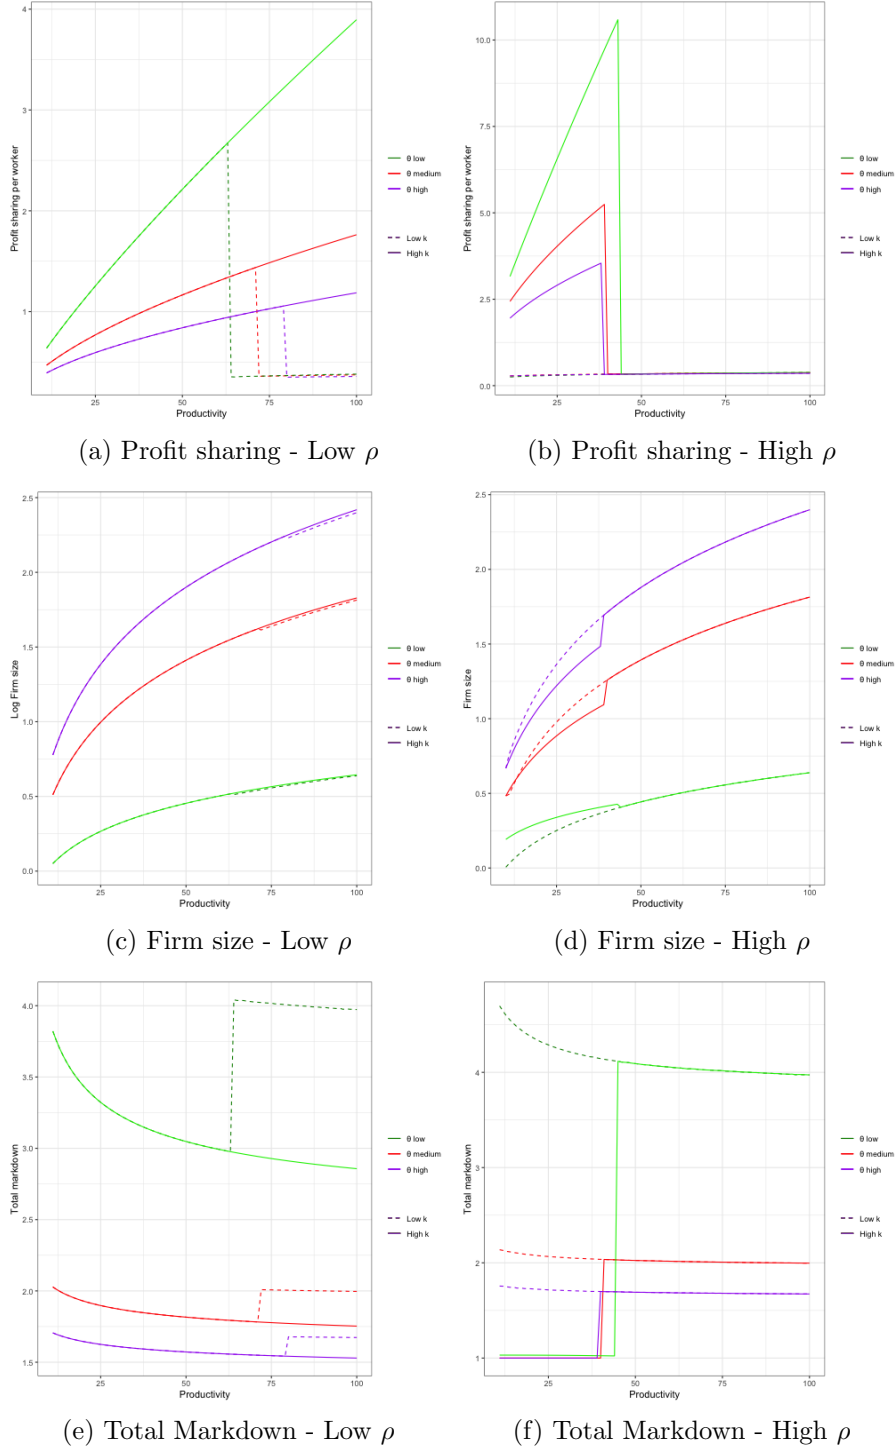 4
3
2
1
25
50
75
100
Productivity
Profit sharing per worker
θ low
θ medium
θ high
Low k
High k
(a) Profit sharing - Low ρ
10.0
7.5
5.0
2.5
0.0
25
50
75
100
Productivity
Profit sharing per worker
θ low
θ medium
θ high
Low k
High k
(b) Profit sharing - High ρ
2.5
2.0
1.5
1.0
0.5
0.0
25
50
75
100
Productivity
Log Firm size
θ low
θ medium
θ high
Low k
High k
(c) Firm size - Low ρ
2.5
2.0
1.5
1.0
0.5
0.0
25
50
75
100
Productivity
Firm size
θ low
θ medium
θ high
Low k
High k
(d) Firm size - High ρ
4.0
3.5
3.0
2.5
2.0
1.5
25
50
75
100
Productivity
Total markdown
θ low
θ medium
θ high
Low k
High k
(e) Total Markdown - Low ρ
4
3
2
1
25
50
75
100
Productivity
Total markdown
θ low
θ medium
θ high
Low k
High k
(f) Total Markdown - High ρ